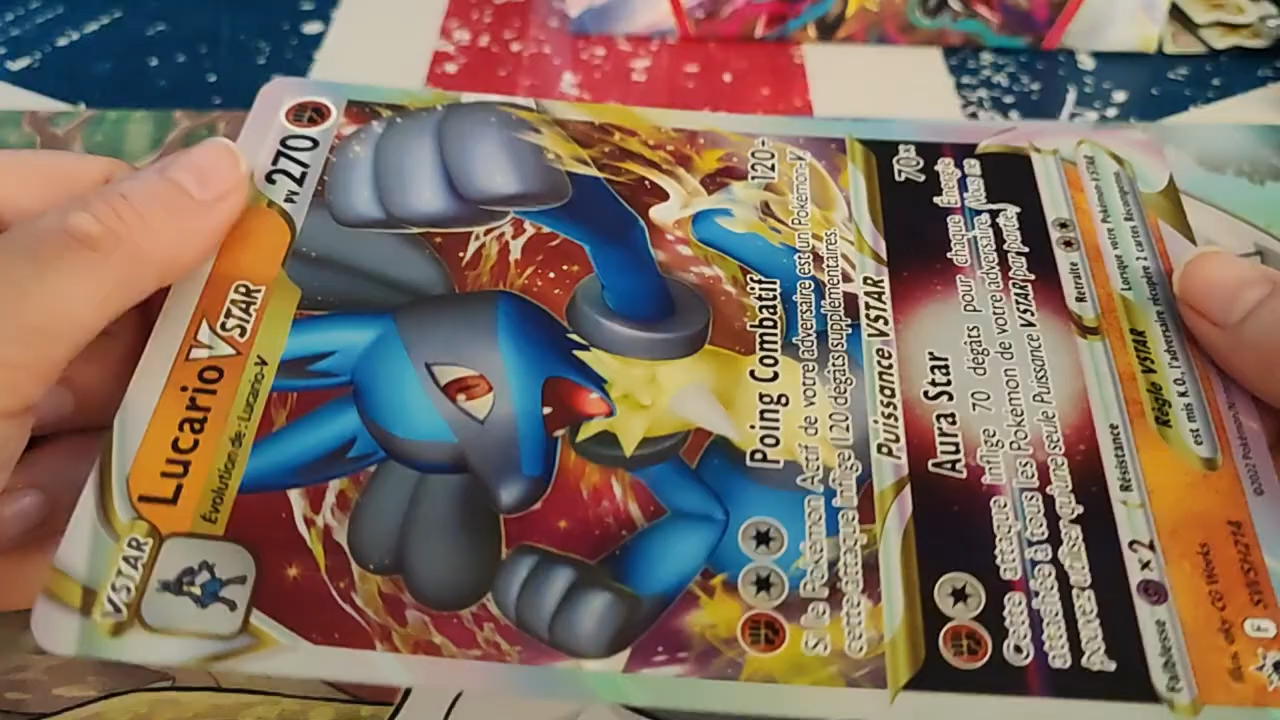 VSTAR
Lucario VSTAR
PV 270
Évolution de : Lucario-V
Poing Combatif 120+
Si le Pokémon Actif de votre adversaire est un Pokémon-V,
cette attaque inflige 120 dégâts supplémentaires.
Puissance VSTAR
Aura Star 70×
Cette attaque inflige 70 dégâts pour chaque Énergie
attachée à tous les Pokémon de votre adversaire. (Vous ne
pouvez utiliser qu'une seule Puissance VSTAR par partie.)
Faiblesse ×2 Résistance Retraite
Règle VSTAR Lorsque votre Pokémon-VSTAR
est mis K.O., l'adversaire récupère 2 cartes Récompense.
F SWSH214
©2022 Pokémon